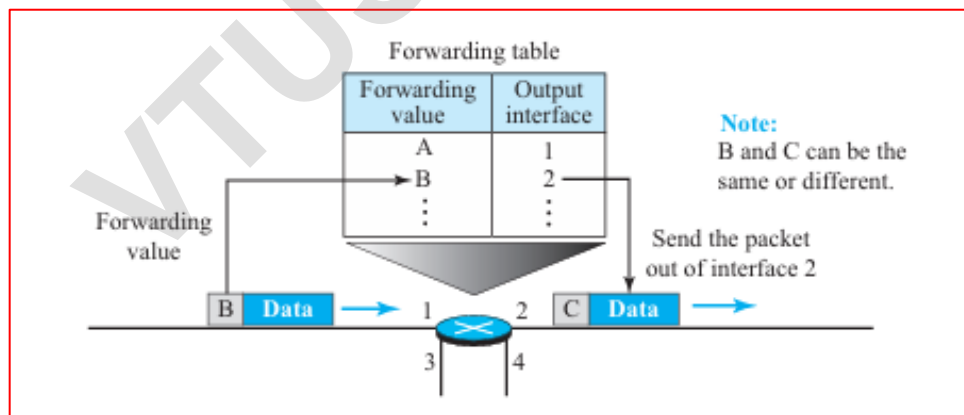 VTUS
Forwarding table
Forwarding value
Output interface
A
1
B
2
⋮
⋮
Note:
B and C can be the
same or different.
Forwarding
value
Send the packet
out of interface 2
B
Data
1
2
C
Data
3
4